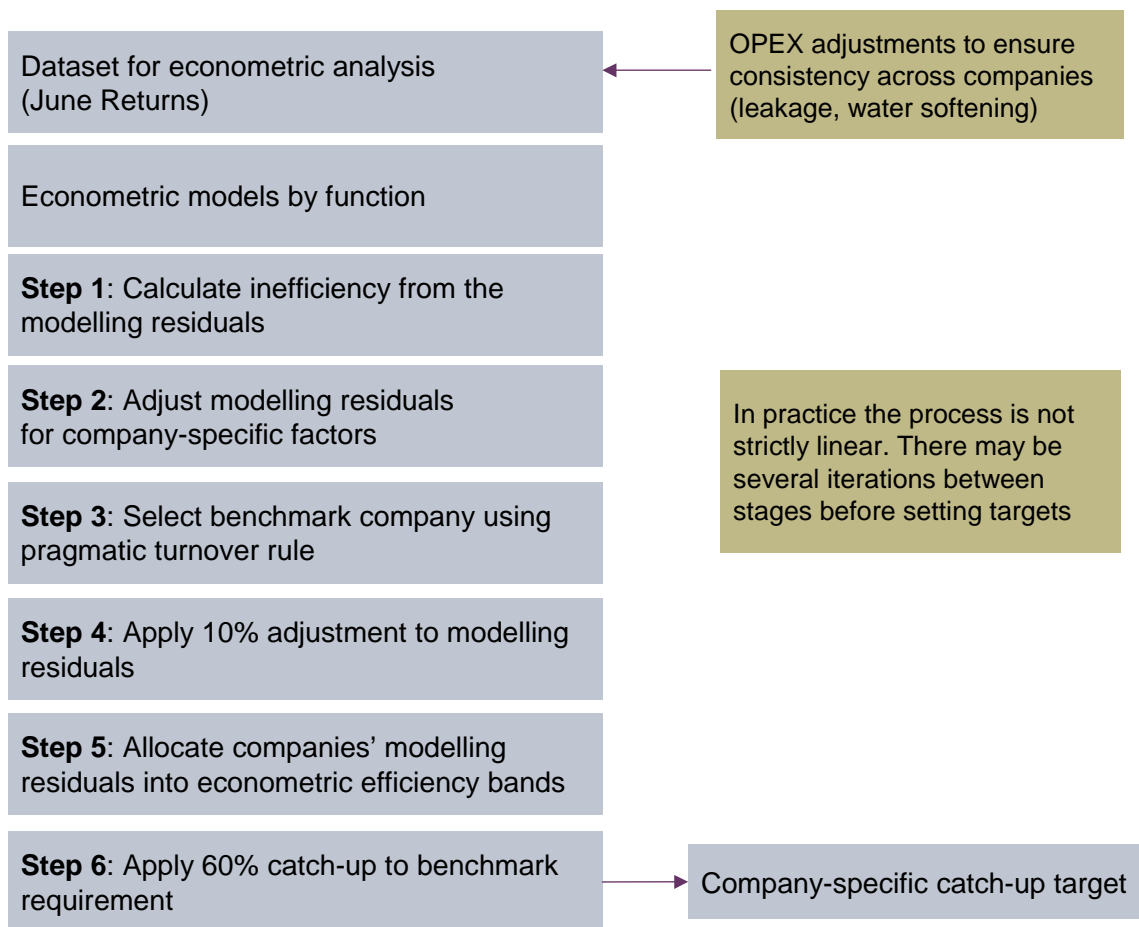 Dataset for econometric analysis
(June Returns)
OPEX adjustments to ensure
consistency across companies
(leakage, water softening)
Econometric models by function
Step 1: Calculate inefficiency from the
modelling residuals
Step 2: Adjust modelling residuals
for company-specific factors
In practice the process is not
strictly linear. There may be
several iterations between
stages before setting targets
Step 3: Select benchmark company using
pragmatic turnover rule
Step 4: Apply 10% adjustment to modelling
residuals
Step 5: Allocate companies’ modelling
residuals into econometric efficiency bands
Step 6: Apply 60% catch-up to benchmark
requirement
Company-specific catch-up target